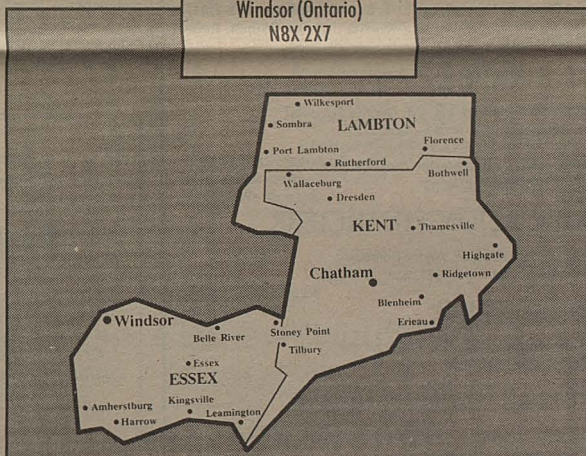 Windsor (Ontario)
N8X 2X7
Wilkesport
Sombra
LAMBTON
Florence
Port Lambton
Rutherford
Bothwell
Wallaceburg
Dresden
KENT
Thamesville
Highgate
Chatham
Ridgetown
Blenheim
Erieau
Windsor
Stoney Point
Belle River
Tilbury
Essex
ESSEX
Amherstburg
Kingsville
Leamington
Harrow